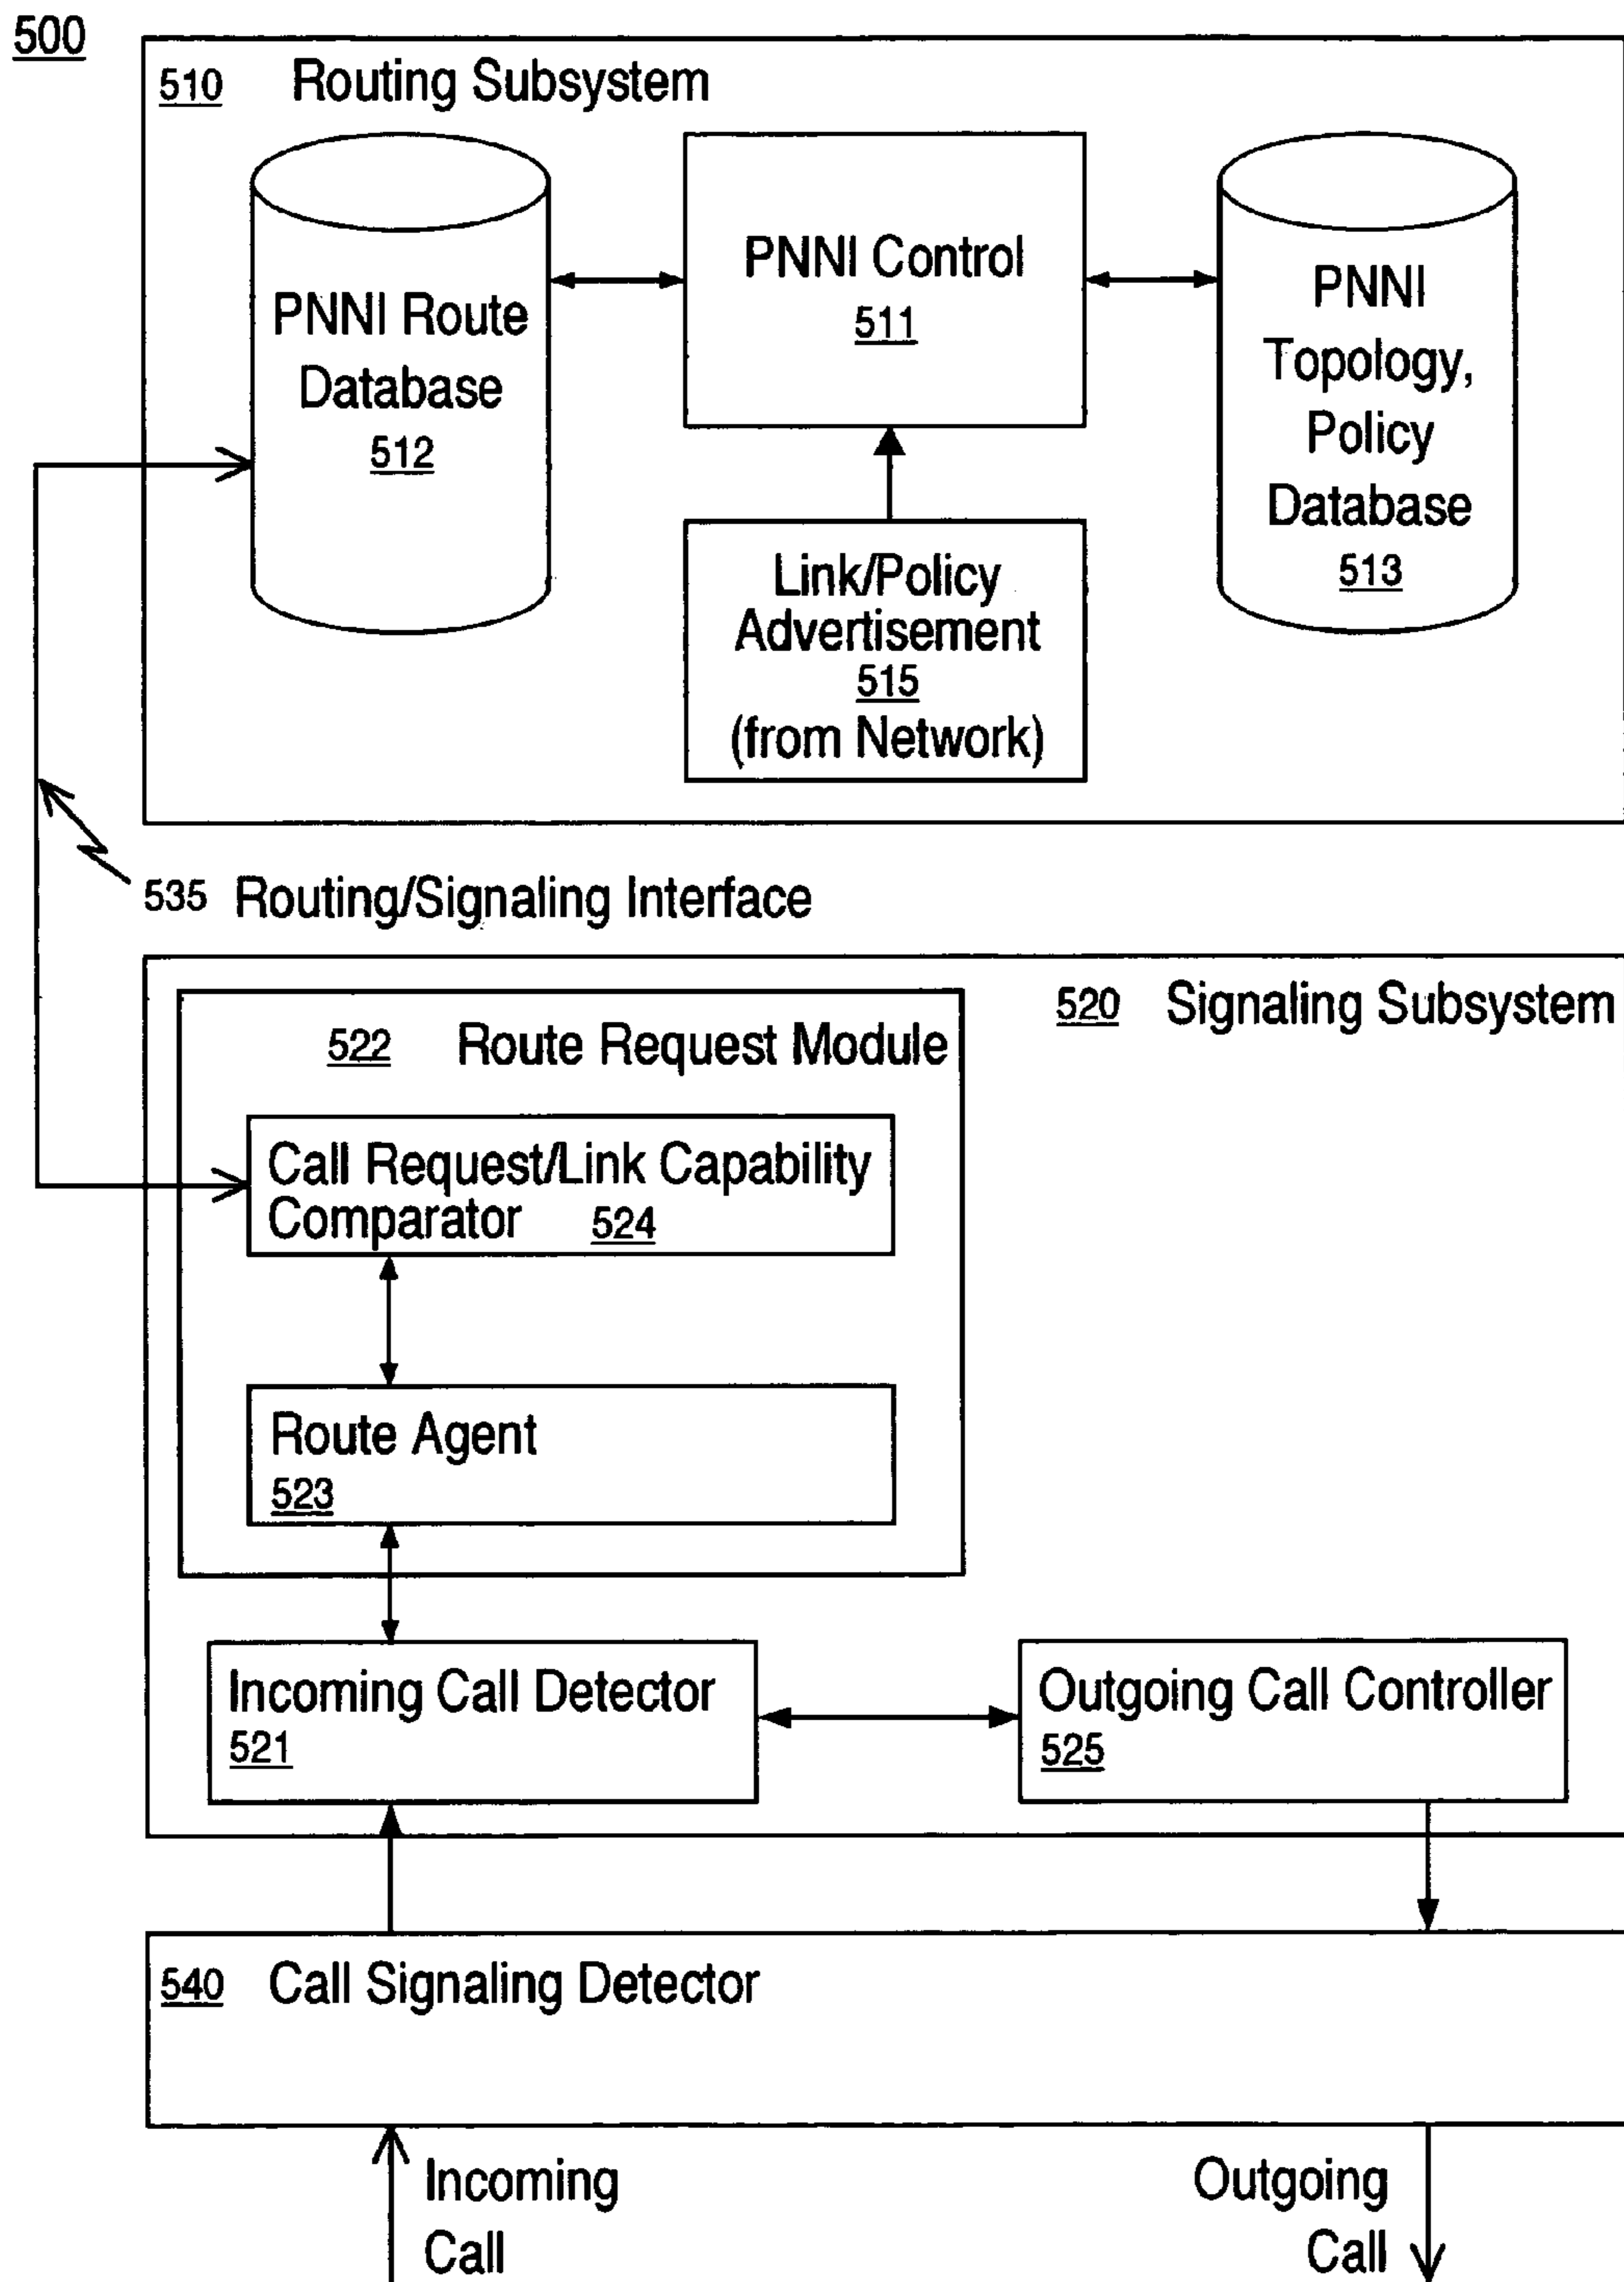 500
510 Routing Subsystem
PNNI Route
Database
512
PNNI Control
511
PNNI
Topology,
Policy
Database
513
Link/Policy
Advertisement
515
(from Network)
535 Routing/Signaling Interface
520 Signaling Subsystem
522 Route Request Module
Call Request/Link Capability
Comparator 524
Route Agent
523
Incoming Call Detector
521
Outgoing Call Controller
525
540 Call Signaling Detector
Incoming
Call
Outgoing
Call